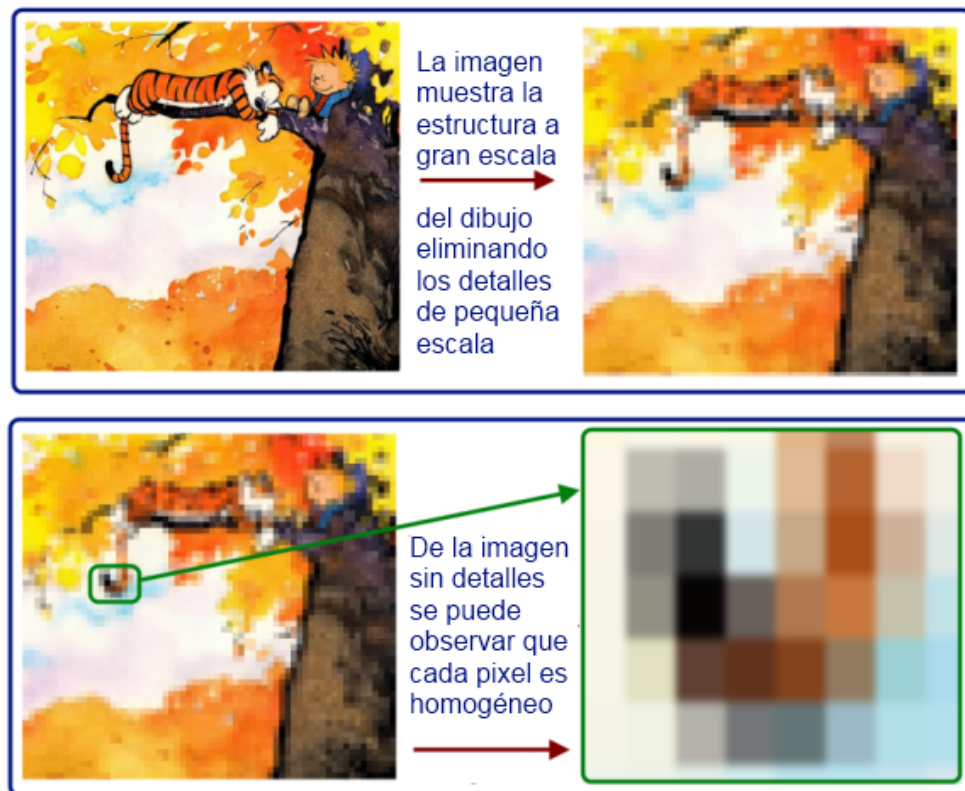 La imagen
muestra la
estructura a
gran escala
del dibujo
eliminando
los detalles
de pequeña
escala
De la imagen
sin detalles
se puede
observar que
cada pixel es
homogéneo